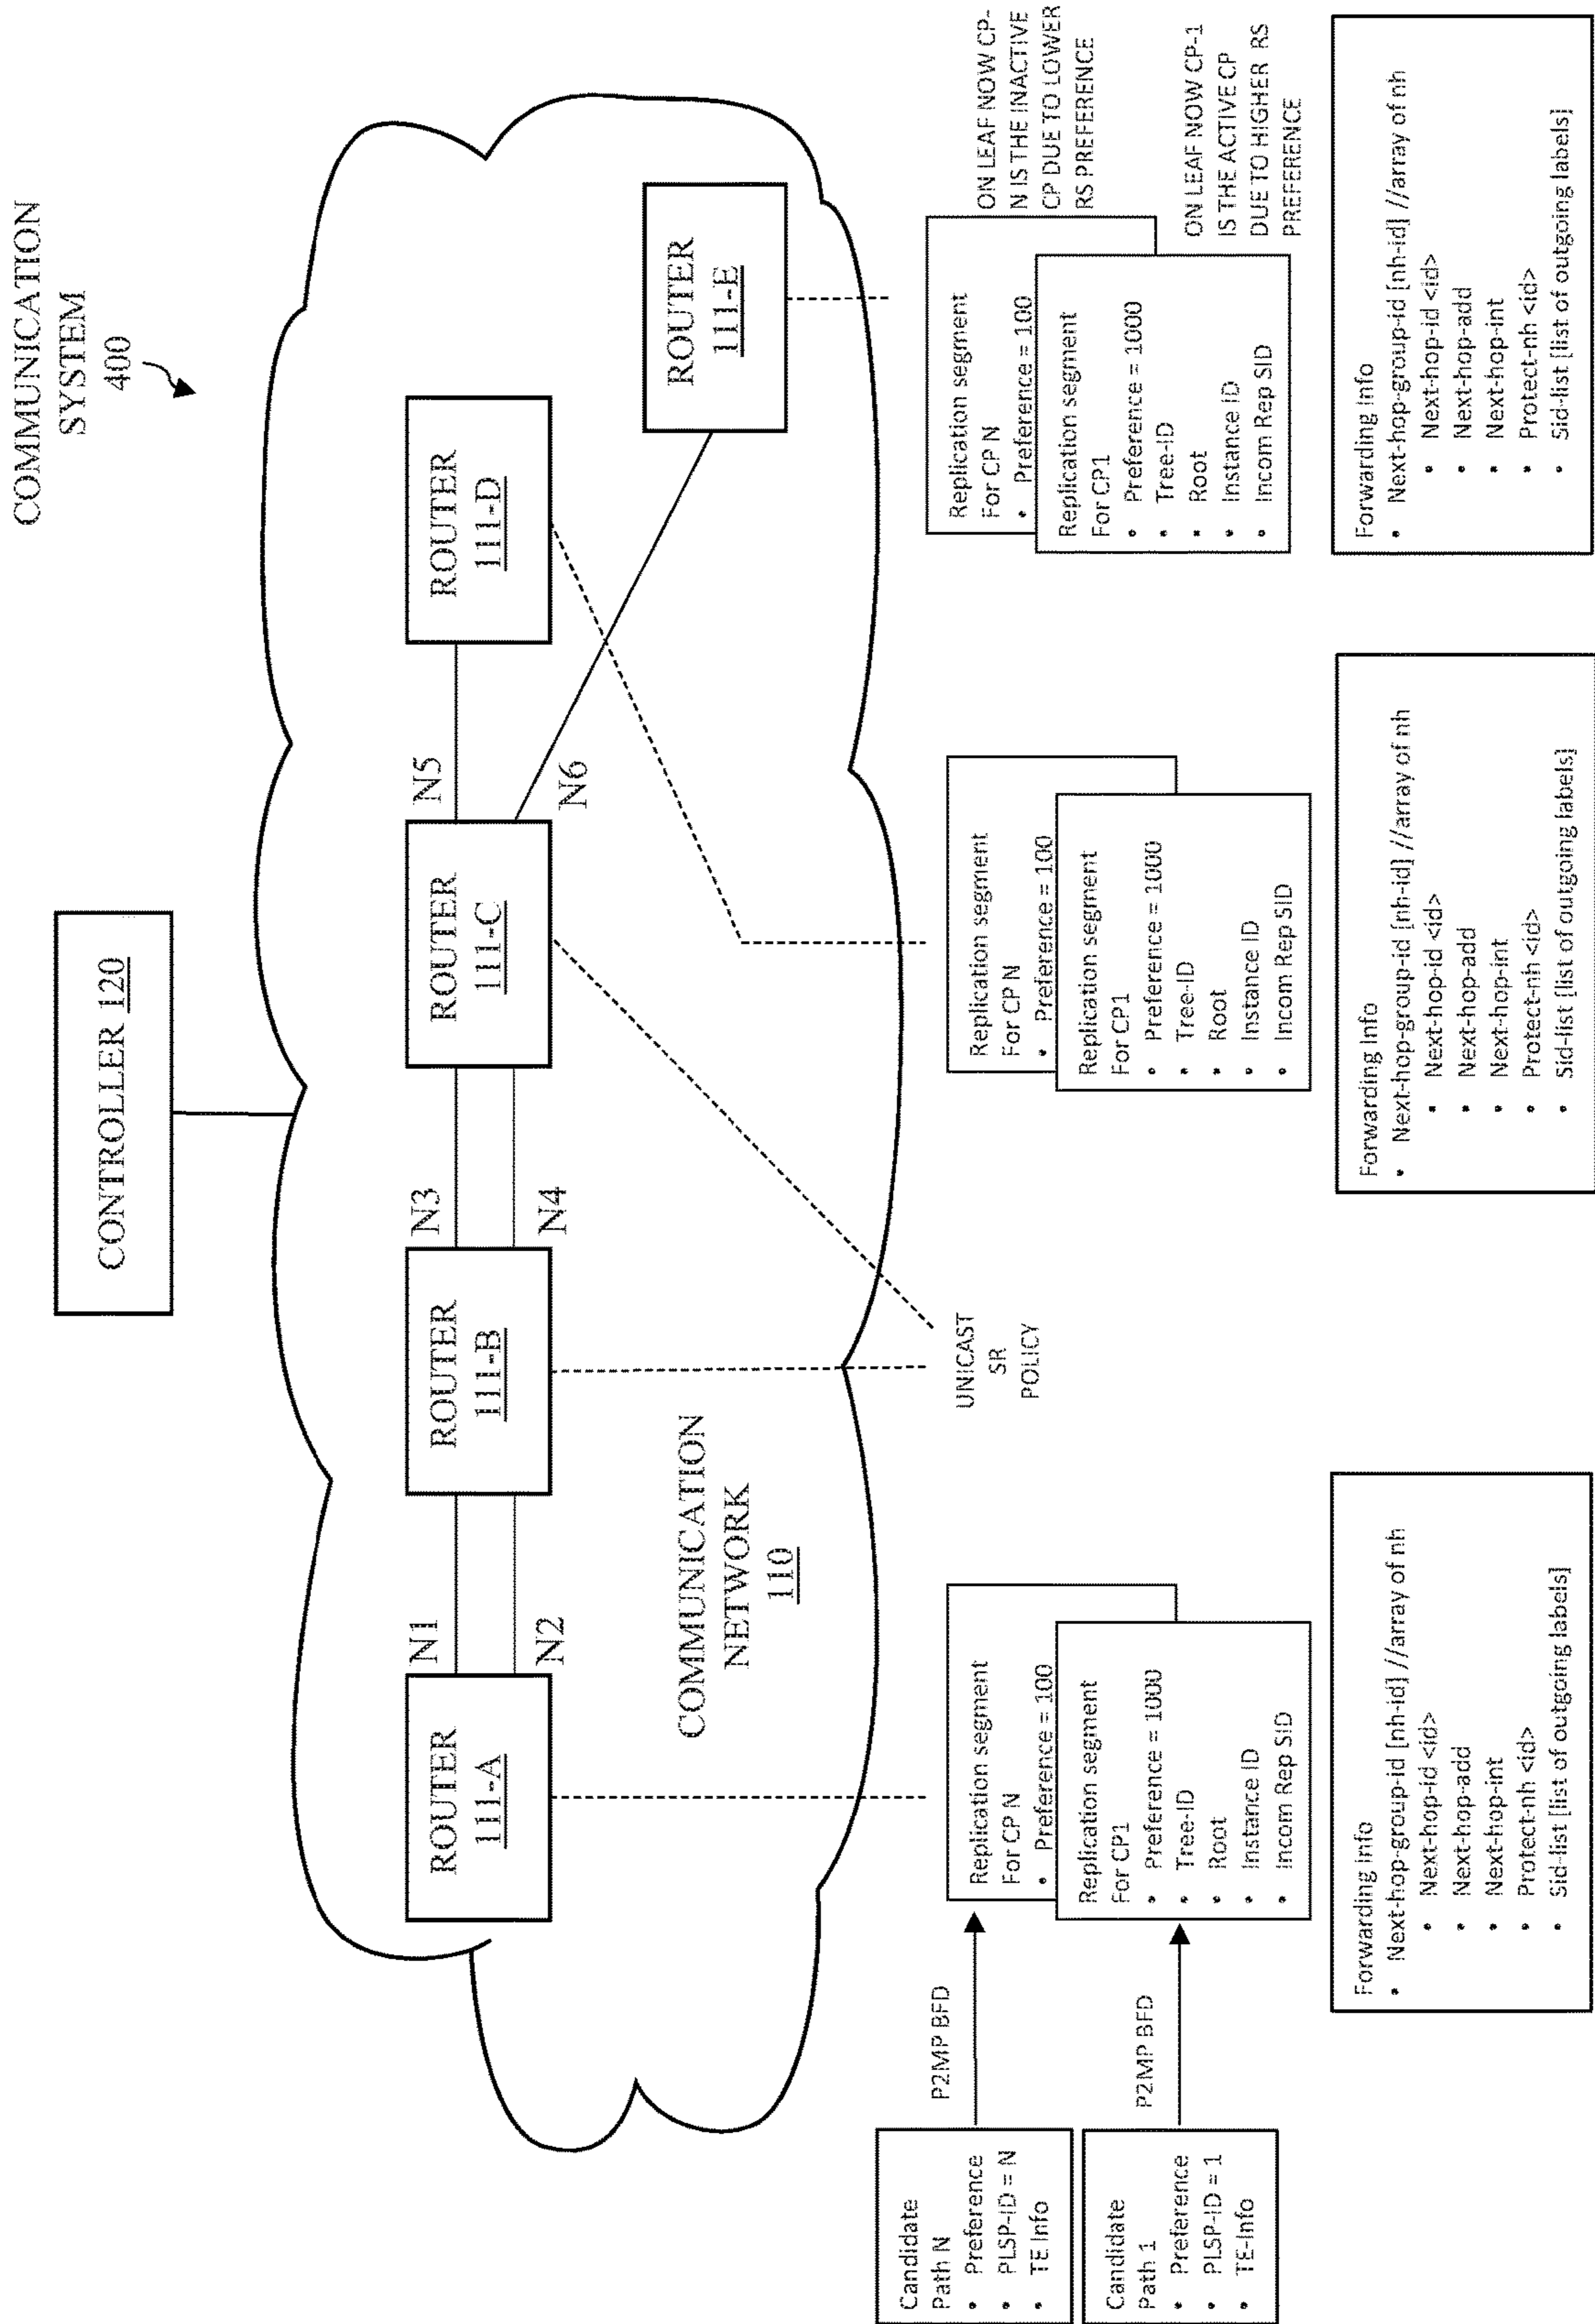 COMMUNICATION
SYSTEM
400
CONTROLLER 120
ROUTER
111-A
N1
N2
ROUTER
111-B
N3
N4
ROUTER
111-C
N5
N6
ROUTER
111-D
ROUTER
111-E
COMMUNICATION
NETWORK
110
UNICAST
SR
POLICY
Candidate
Path N
• Preference
• PLSP-ID = N
• TE Info
P2MP BFD
Candidate
Path 1
• Preference
• PLSP-ID = 1
• TE-Info
P2MP BFD
Replication segment
For CP N
• Preference = 100
Replication segment
For CP1
• Preference = 1000
• Tree-ID
• Root
• Instance ID
• Incom Rep SID
Forwarding Info
• Next-hop-group-id [nh-id] //array of nh
• Next-hop-id <id>
• Next-hop-add
• Next-hop-int
• Protect-nh <id>
• Sid-list [list of outgoing labels]
Replication segment
For CP N
• Preference = 100
Replication segment
For CP1
• Preference = 1000
• Tree-ID
• Root
• Instance ID
• Incom Rep SID
Forwarding Info
• Next-hop-group-id [nh-id] //array of nh
• Next-hop-id <id>
• Next-hop-add
• Next-hop-int
• Protect-nh <id>
• Sid-list [list of outgoing labels]
Replication segment
For CP N
• Preference = 100
Replication segment
For CP1
• Preference = 1000
• Tree-ID
• Root
• Instance ID
• Incom Rep SID
ON LEAF NOW CP-
N IS THE INACTIVE
CP DUE TO LOWER
RS PREFERENCE
ON LEAF NOW CP-1
IS THE ACTIVE CP
DUE TO HIGHER RS
PREFERENCE
Forwarding Info
• Next-hop-group-id [nh-id] //array of nh
• Next-hop-id <id>
• Next-hop-add
• Next-hop-int
• Protect-nh <id>
• Sid-list [list of outgoing labels]